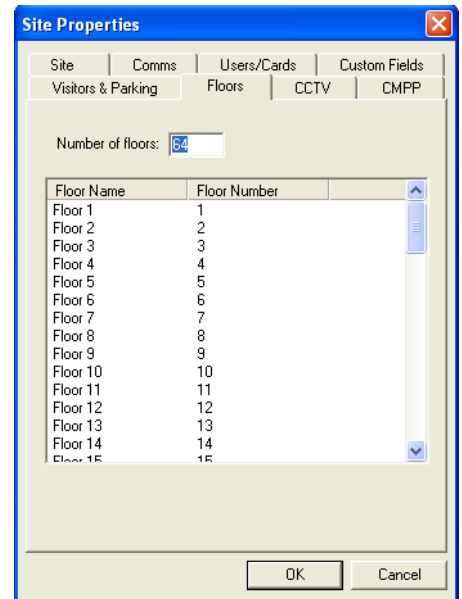 Site Properties
Site Comms Users/Cards Custom Fields
Visitors & Parking Floors CCTV CMPP
Number of floors: 64
Floor Name Floor Number
Floor 1 1
Floor 2 2
Floor 3 3
Floor 4 4
Floor 5 5
Floor 6 6
Floor 7 7
Floor 8 8
Floor 9 9
Floor 10 10
Floor 11 11
Floor 12 12
Floor 13 13
Floor 14 14
Floor 15 15
OK Cancel